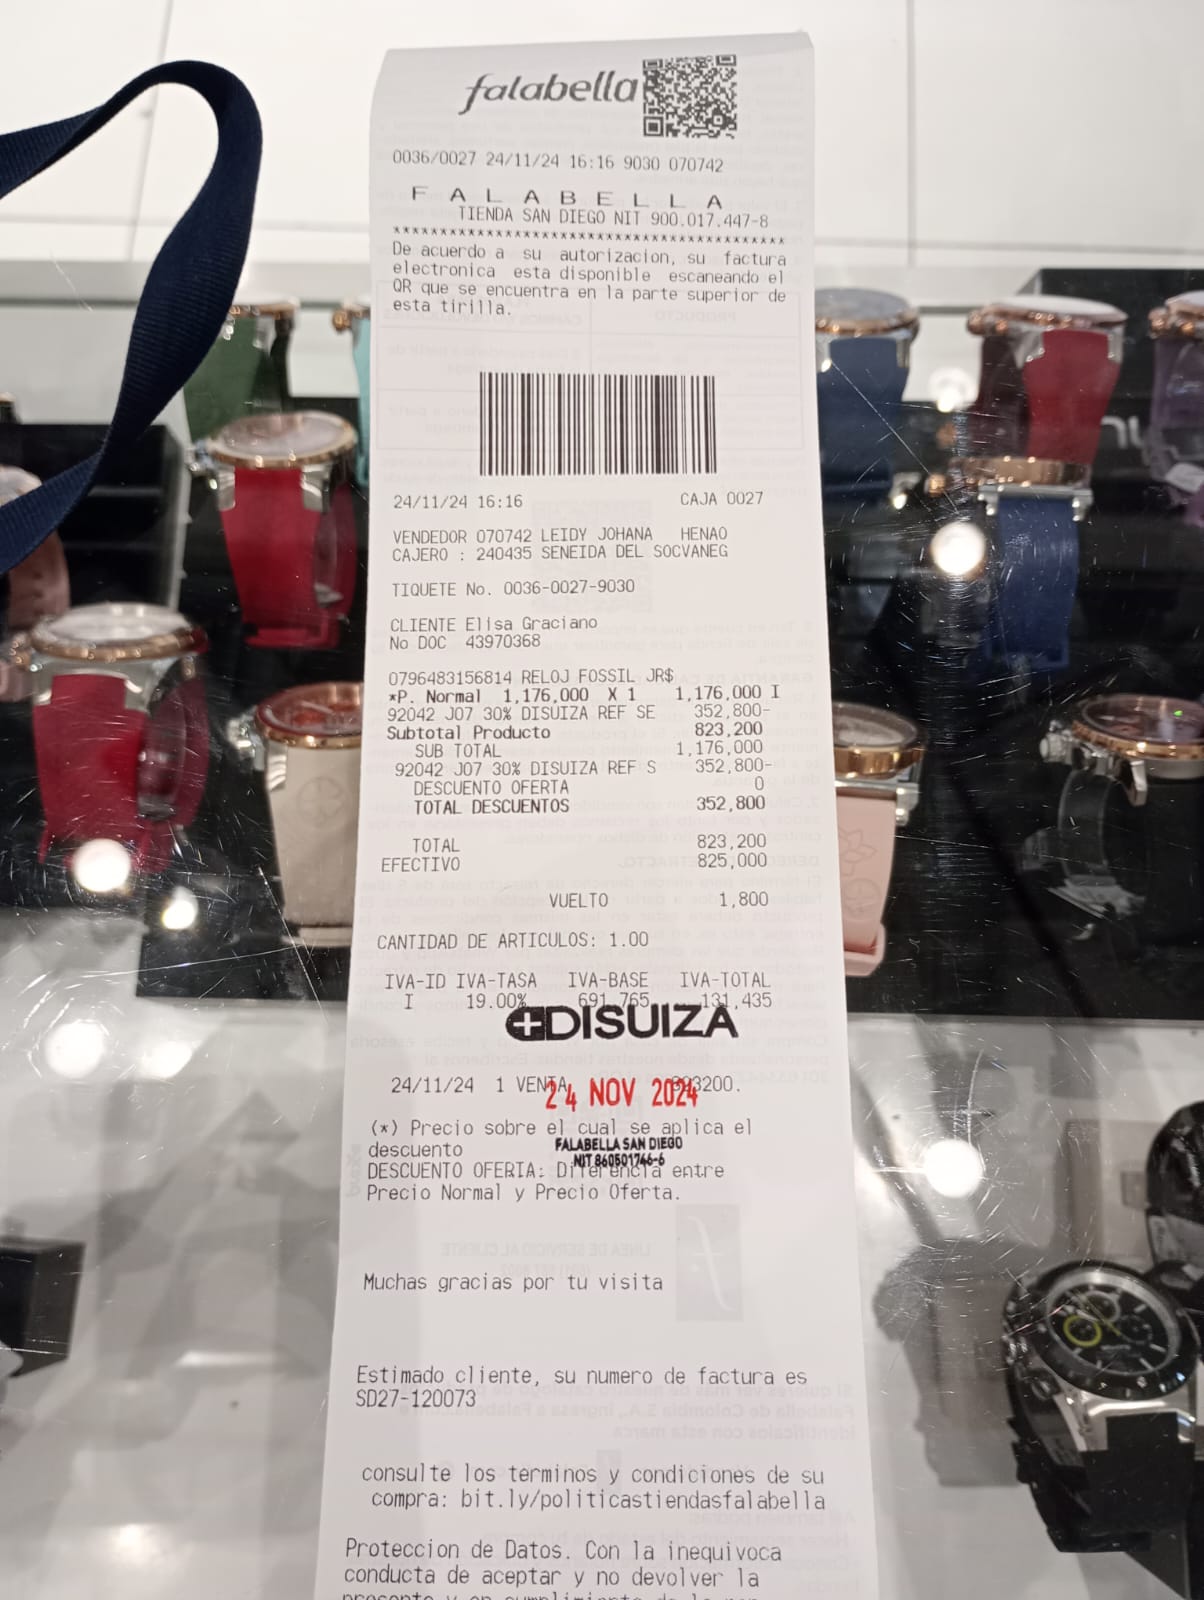 falabella
0036/0027 24/11/24 16:16 9030 070742
F A L A B E L L A
TIENDA SAN DIEGO NIT 900.017.447-8
******************************************
De acuerdo a su autorizacion, su factura
electronica esta disponible escaneando el
QR que se encuentra en la parte superior de
esta tirilla.
24/11/24 16:16 CAJA 0027
VENDEDOR 070742 LEIDY JOHANA HENAO
CAJERO : 240435 SENEIDA DEL SOCVANEG
TIQUETE No. 0036-0027-9030
CLIENTE Elisa Graciano
No DOC 43970368
0796483156814 RELOJ FOSSIL JR$
*P. Normal 1,176,000 X 1 1,176,000 I
92042 J07 30% DISUIZA REF SE 352,800-
Subtotal Producto 823,200
SUB TOTAL 1,176,000
92042 J07 30% DISUIZA REF S 352,800-
DESCUENTO OFERTA 0
TOTAL DESCUENTOS 352,800
TOTAL 823,200
EFECTIVO 825,000
VUELTO 1,800
CANTIDAD DE ARTICULOS: 1.00
IVA-ID IVA-TASA IVA-BASE IVA-TOTAL
I 19.00% 691,765 131,435
DISUIZA
24/11/24 1 VENTA
24 NOV 2024
(*) Precio sobre el cual se aplica el
descuento
FALABELLA SAN DIEGO
NIT 860501746-6
DESCUENTO OFERTA: Diferencia entre
Precio Normal y Precio Oferta.
Muchas gracias por tu visita
Estimado cliente, su numero de factura es
SD27-120073
consulte los terminos y condiciones de su
compra: bit.ly/politicastiendasfalabella
Proteccion de Datos. Con la inequivoca
conducta de aceptar y no devolver la